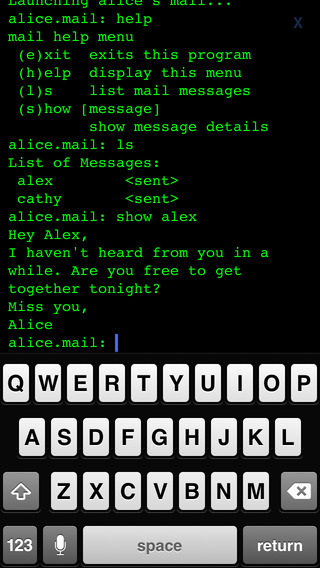 Launching alice's mail...
alice.mail: help
X
mail help menu
(e)xit  exits this program
(h)elp  display this menu
(l)s    list mail messages
(s)how [message]
        show message details
alice.mail: ls
List of Messages:
alex        <sent>
cathy       <sent>
alice.mail: show alex
Hey Alex,
I haven't heard from you in a
while. Are you free to get
together tonight?
Miss you,
Alice
alice.mail:
Q W E R T Y U I O P
A S D F G H J K L
Z X C V B N M
123 space return